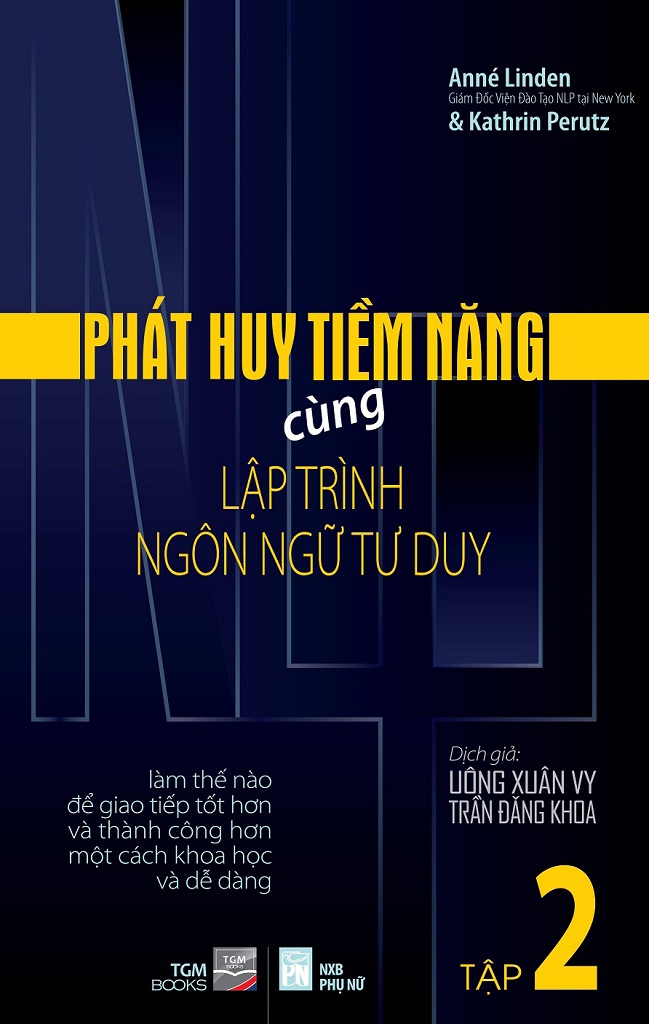 Anné Linden
Giám Đốc Viện Đào Tạo NLP tại New York
& Kathrin Perutz
PHÁT HUY TIỀM NĂNG
cùng
LẬP TRÌNH
NGÔN NGỮ TƯ DUY
làm thế nào
để giao tiếp tốt hơn
và thành công hơn
một cách khoa học
và dễ dàng
Dịch giả:
UÔNG XUÂN VY
TRẦN ĐĂNG KHOA
TẬP 2
TGM
BOOKS
TGM
BOOKS
PN
NXB
PHỤ NỮ